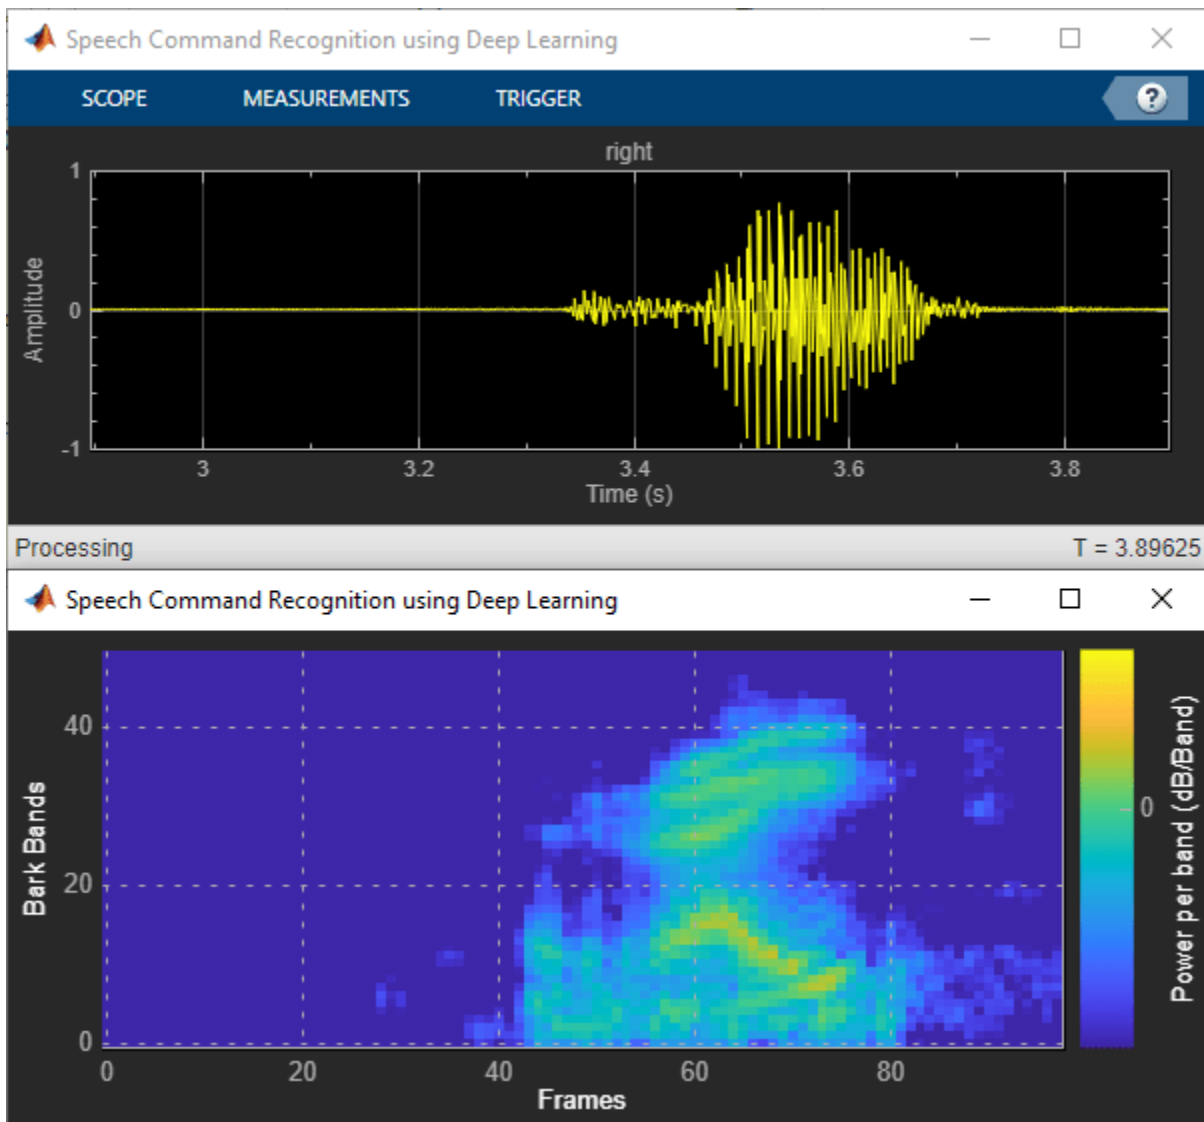 Speech Command Recognition using Deep Learning
SCOPE MEASUREMENTS TRIGGER ?
right
1
0
-1
Amplitude
3 3.2 3.4 3.6 3.8
Time (s)
Processing T = 3.89625
Speech Command Recognition using Deep Learning
40
20
0
Bark Bands
0 20 40 60 80
Frames
0
Power per band (dB/Band)